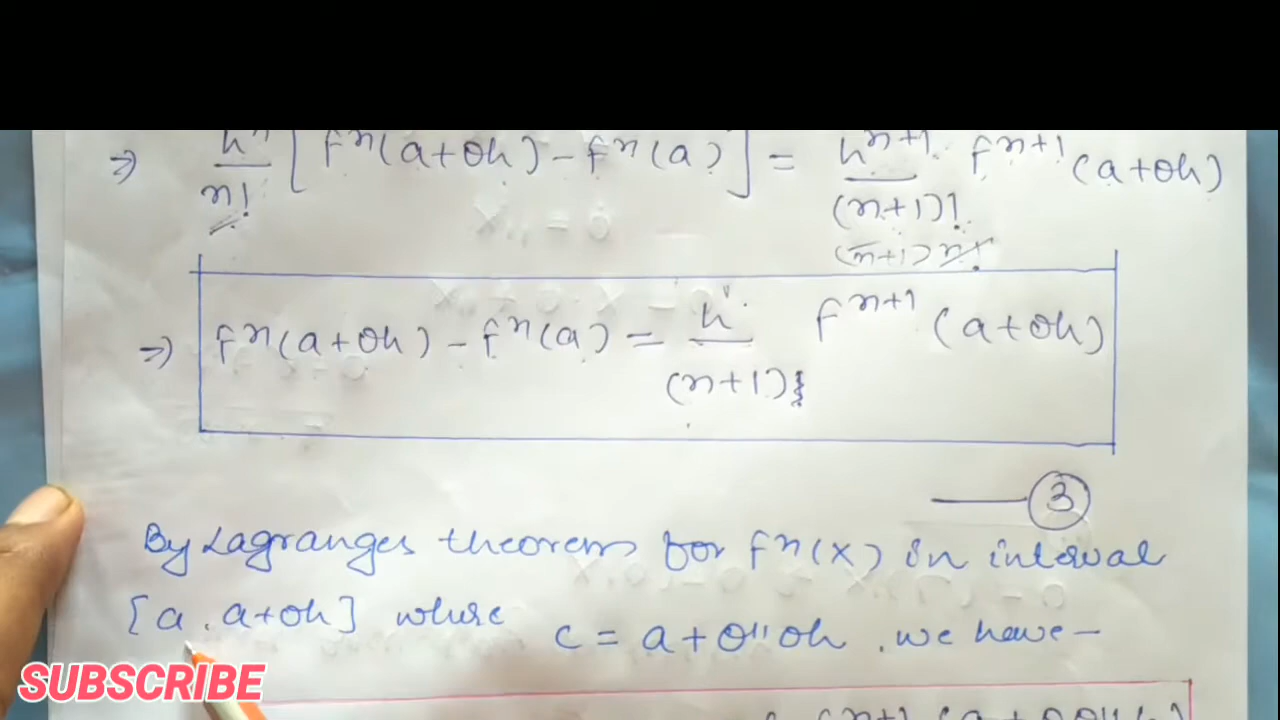 ⇒ hⁿ/n! [fⁿ(a+θh) - fⁿ(a)] = hⁿ⁺¹/(n+1)! fⁿ⁺¹(a+θh)
⇒ fⁿ(a+θh) - fⁿ(a) = h/(n+1) fⁿ⁺¹(a+θh)
③
By Lagranges theorem for fⁿ(x) in interval
[a, a+θh] where c = a+θ"θh, we have -
SUBSCRIBE